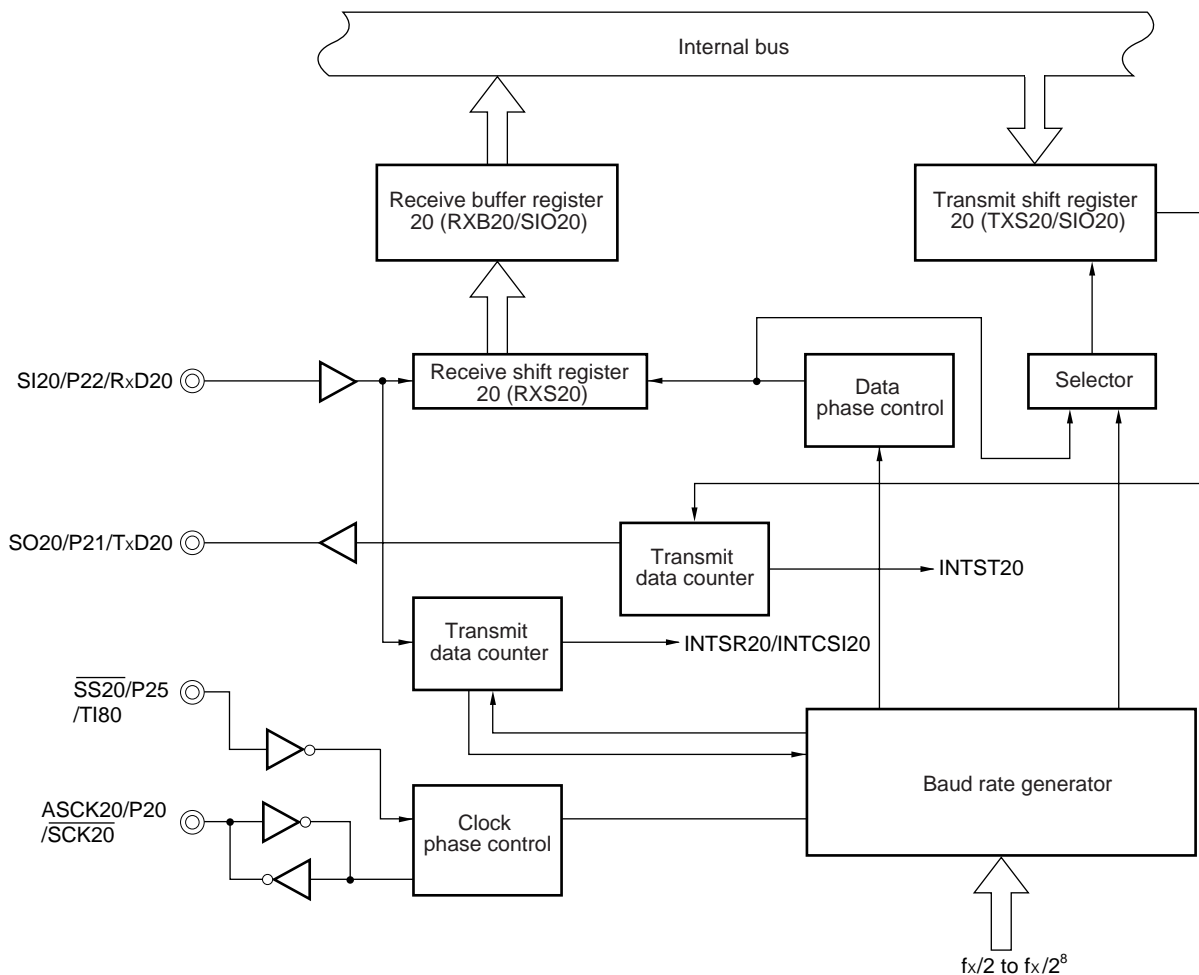 Internal bus
Receive buffer register
20 (RXB20/SIO20)
Transmit shift register
20 (TXS20/SIO20)
SI20/P22/RxD20
Receive shift register
20 (RXS20)
Data
phase control
Selector
SO20/P21/TxD20
Transmit
data counter
INTST20
Transmit
data counter
INTSR20/INTCSI20
SS20/P25
/TI80
Baud rate generator
ASCK20/P20
/SCK20
Clock
phase control
fx/2 to fx/2⁸